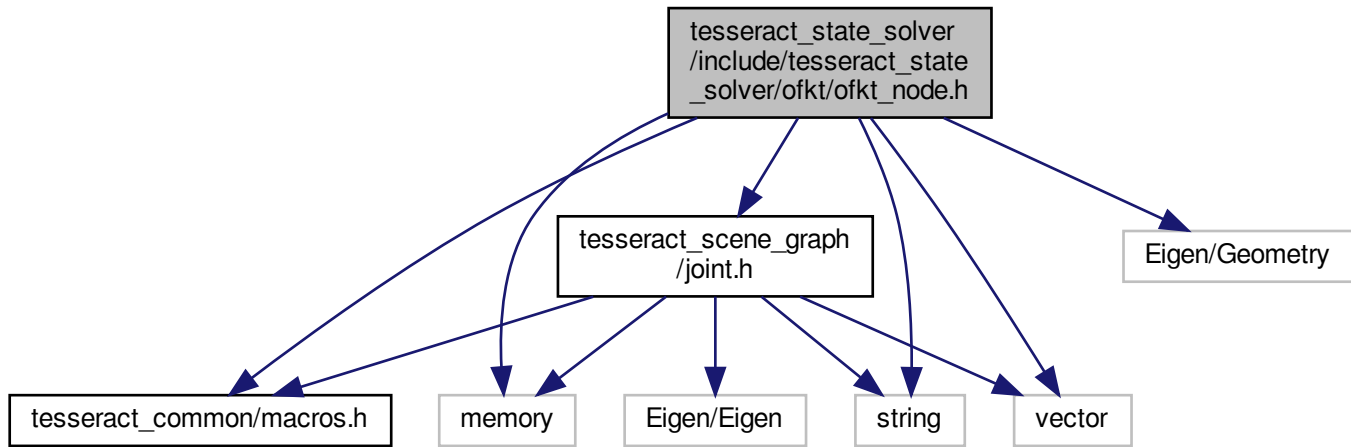 tesseract_state_solver
/include/tesseract_state
_solver/ofkt/ofkt_node.h
tesseract_scene_graph
/joint.h
Eigen/Geometry
tesseract_common/macros.h
memory
Eigen/Eigen
string
vector